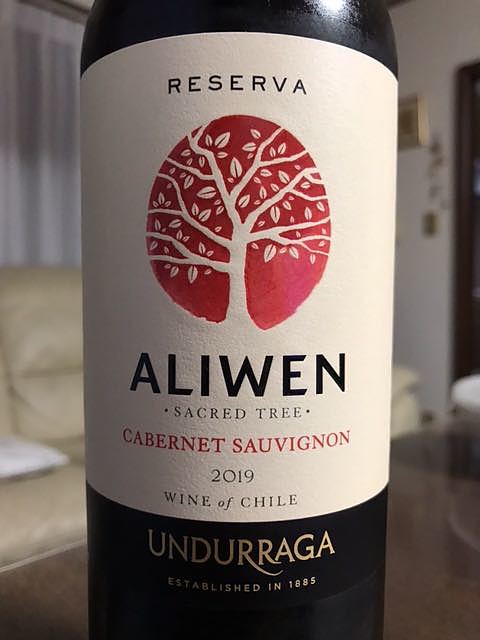 RESERVA
ALIWEN
·SACRED TREE·
CABERNET SAUVIGNON
2019
WINE of CHILE
UNDURRAGA
ESTABLISHED IN 1885